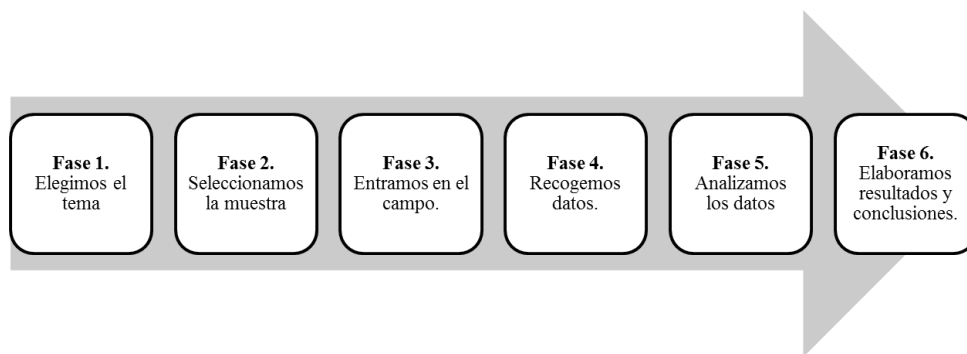 Fase 1.
Elegimos el
tema
Fase 2.
Seleccionamos
la muestra
Fase 3.
Entramos en el
campo.
Fase 4.
Recogemos
datos.
Fase 5.
Analizamos
los datos
Fase 6.
Elaboramos
resultados y
conclusiones.